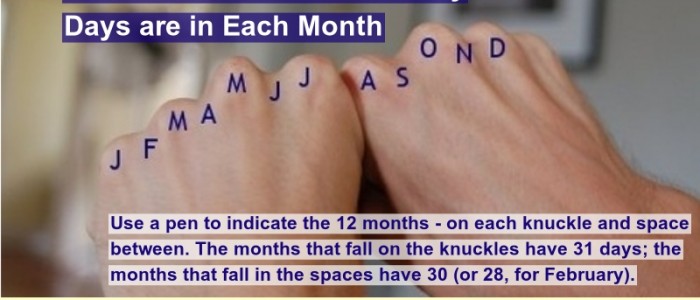 Days are in Each Month
J F M A M J J A S O N D
Use a pen to indicate the 12 months - on each knuckle and space
between. The months that fall on the knuckles have 31 days; the
months that fall in the spaces have 30 (or 28, for February).